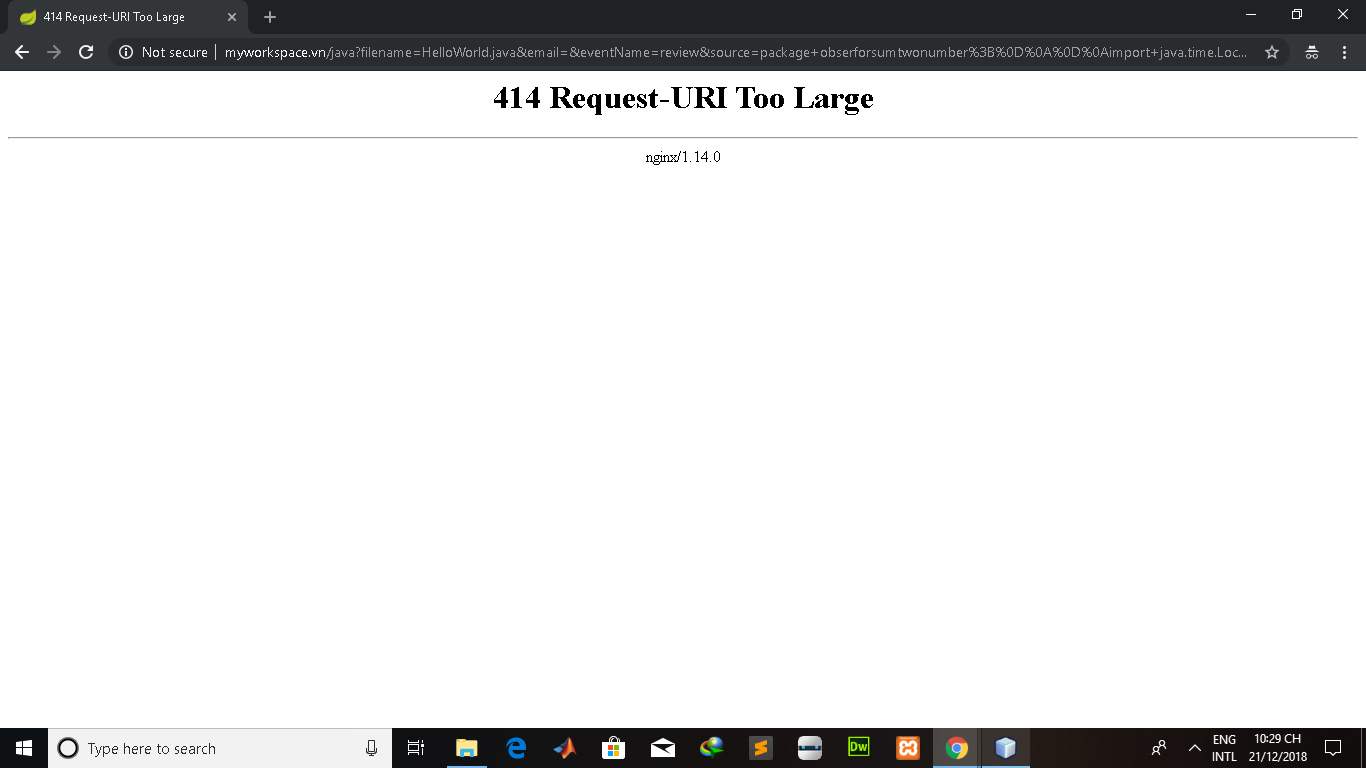 414 Request-URI Too Large
Not secure
myworkspace.vn/java?filename=HelloWorld.java&email=&eventName=review&source=package+obserforsumtwonumber%3B%0D%0A%0D%0Aimport+java.time.Loc...
414 Request-URI Too Large
nginx/1.14.0
Type here to search
Dw
ENG
INTL
10:29 CH
21/12/2018